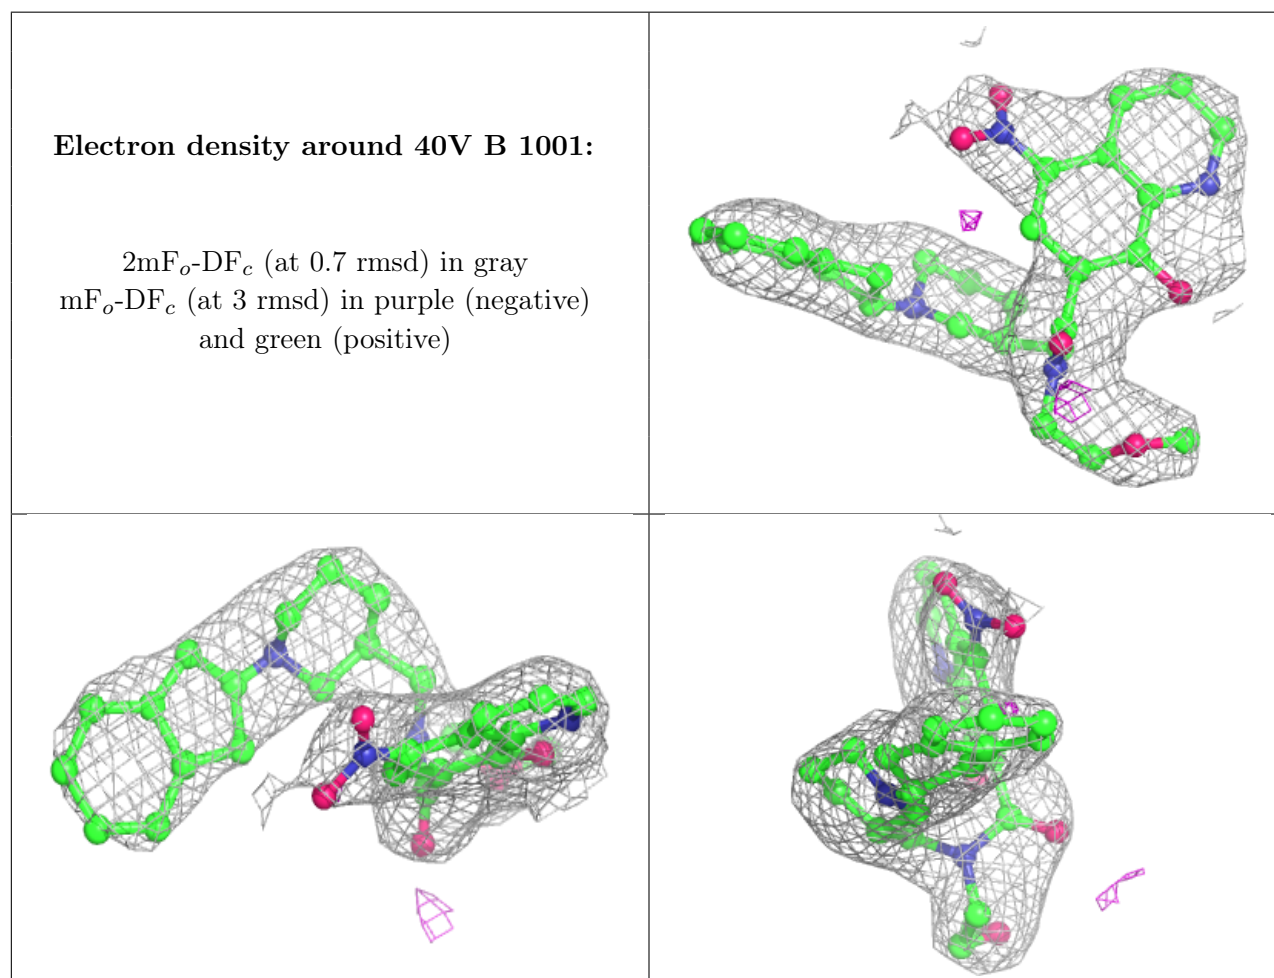 Electron density around 40V B 1001:
2mFo-DFc (at 0.7 rmsd) in gray
mFo-DFc (at 3 rmsd) in purple (negative)
and green (positive)